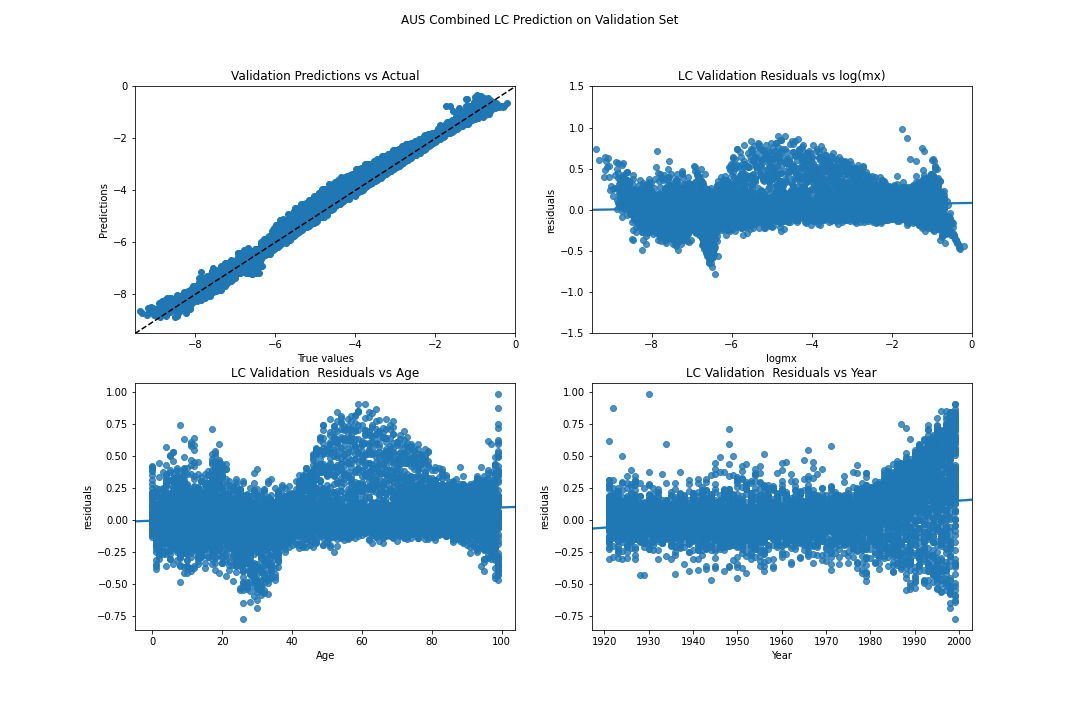 AUS Combined LC Prediction on Validation Set
Validation Predictions vs Actual
0
−2
−4
−6
−8
Predictions
−8 −6 −4 −2 0
True values
LC Validation Residuals vs log(mx)
1.5
1.0
0.5
0.0
−0.5
−1.0
−1.5
residuals
−8 −6 −4 −2 0
logmx
LC Validation  Residuals vs Age
1.00
0.75
0.50
0.25
0.00
−0.25
−0.50
−0.75
residuals
0 20 40 60 80 100
Age
LC Validation  Residuals vs Year
1.00
0.75
0.50
0.25
0.00
−0.25
−0.50
−0.75
residuals
1920 1930 1940 1950 1960 1970 1980 1990 2000
Year